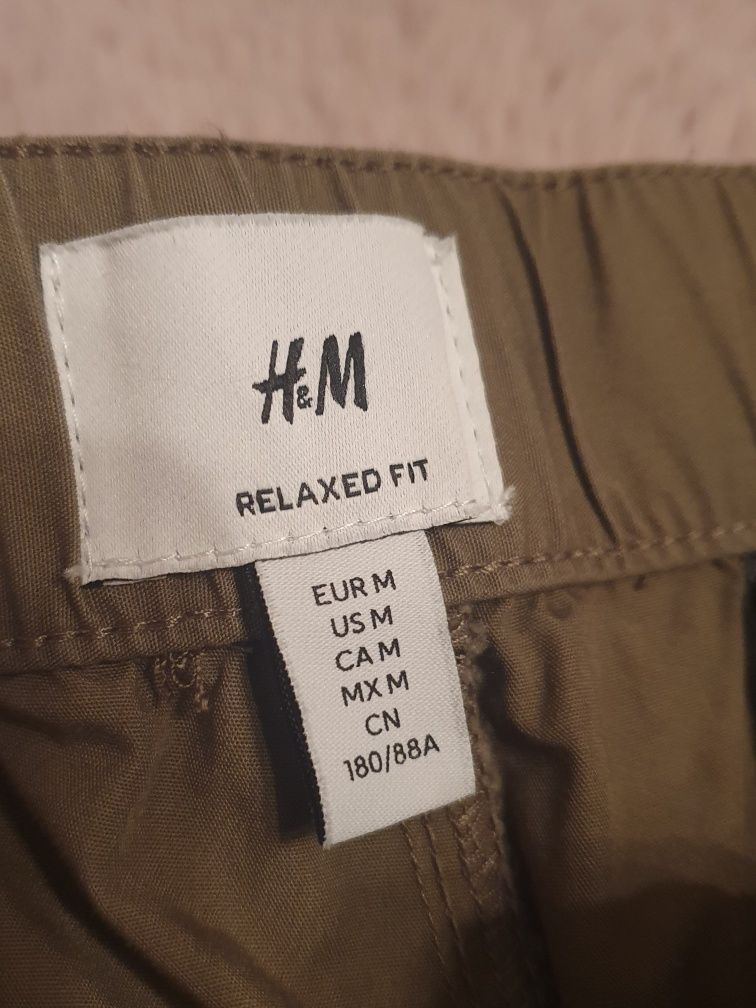 H&M
RELAXED FIT
EUR M
US M
CA M
MX M
CN
180/88A